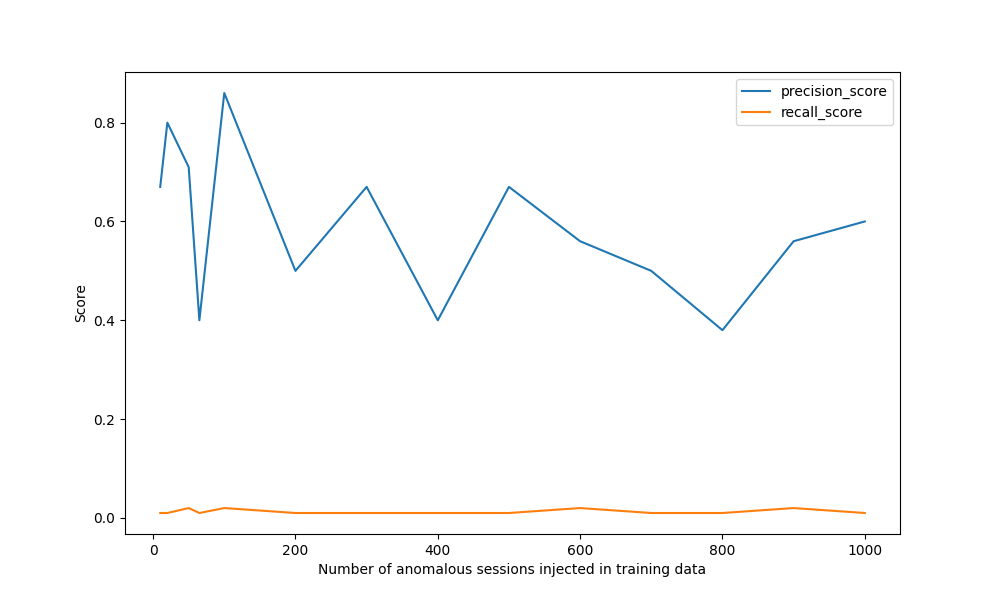 precision_score
recall_score
0.8
0.6
0.4
0.2
0.0
Score
0 200 400 600 800 1000
Number of anomalous sessions injected in training data